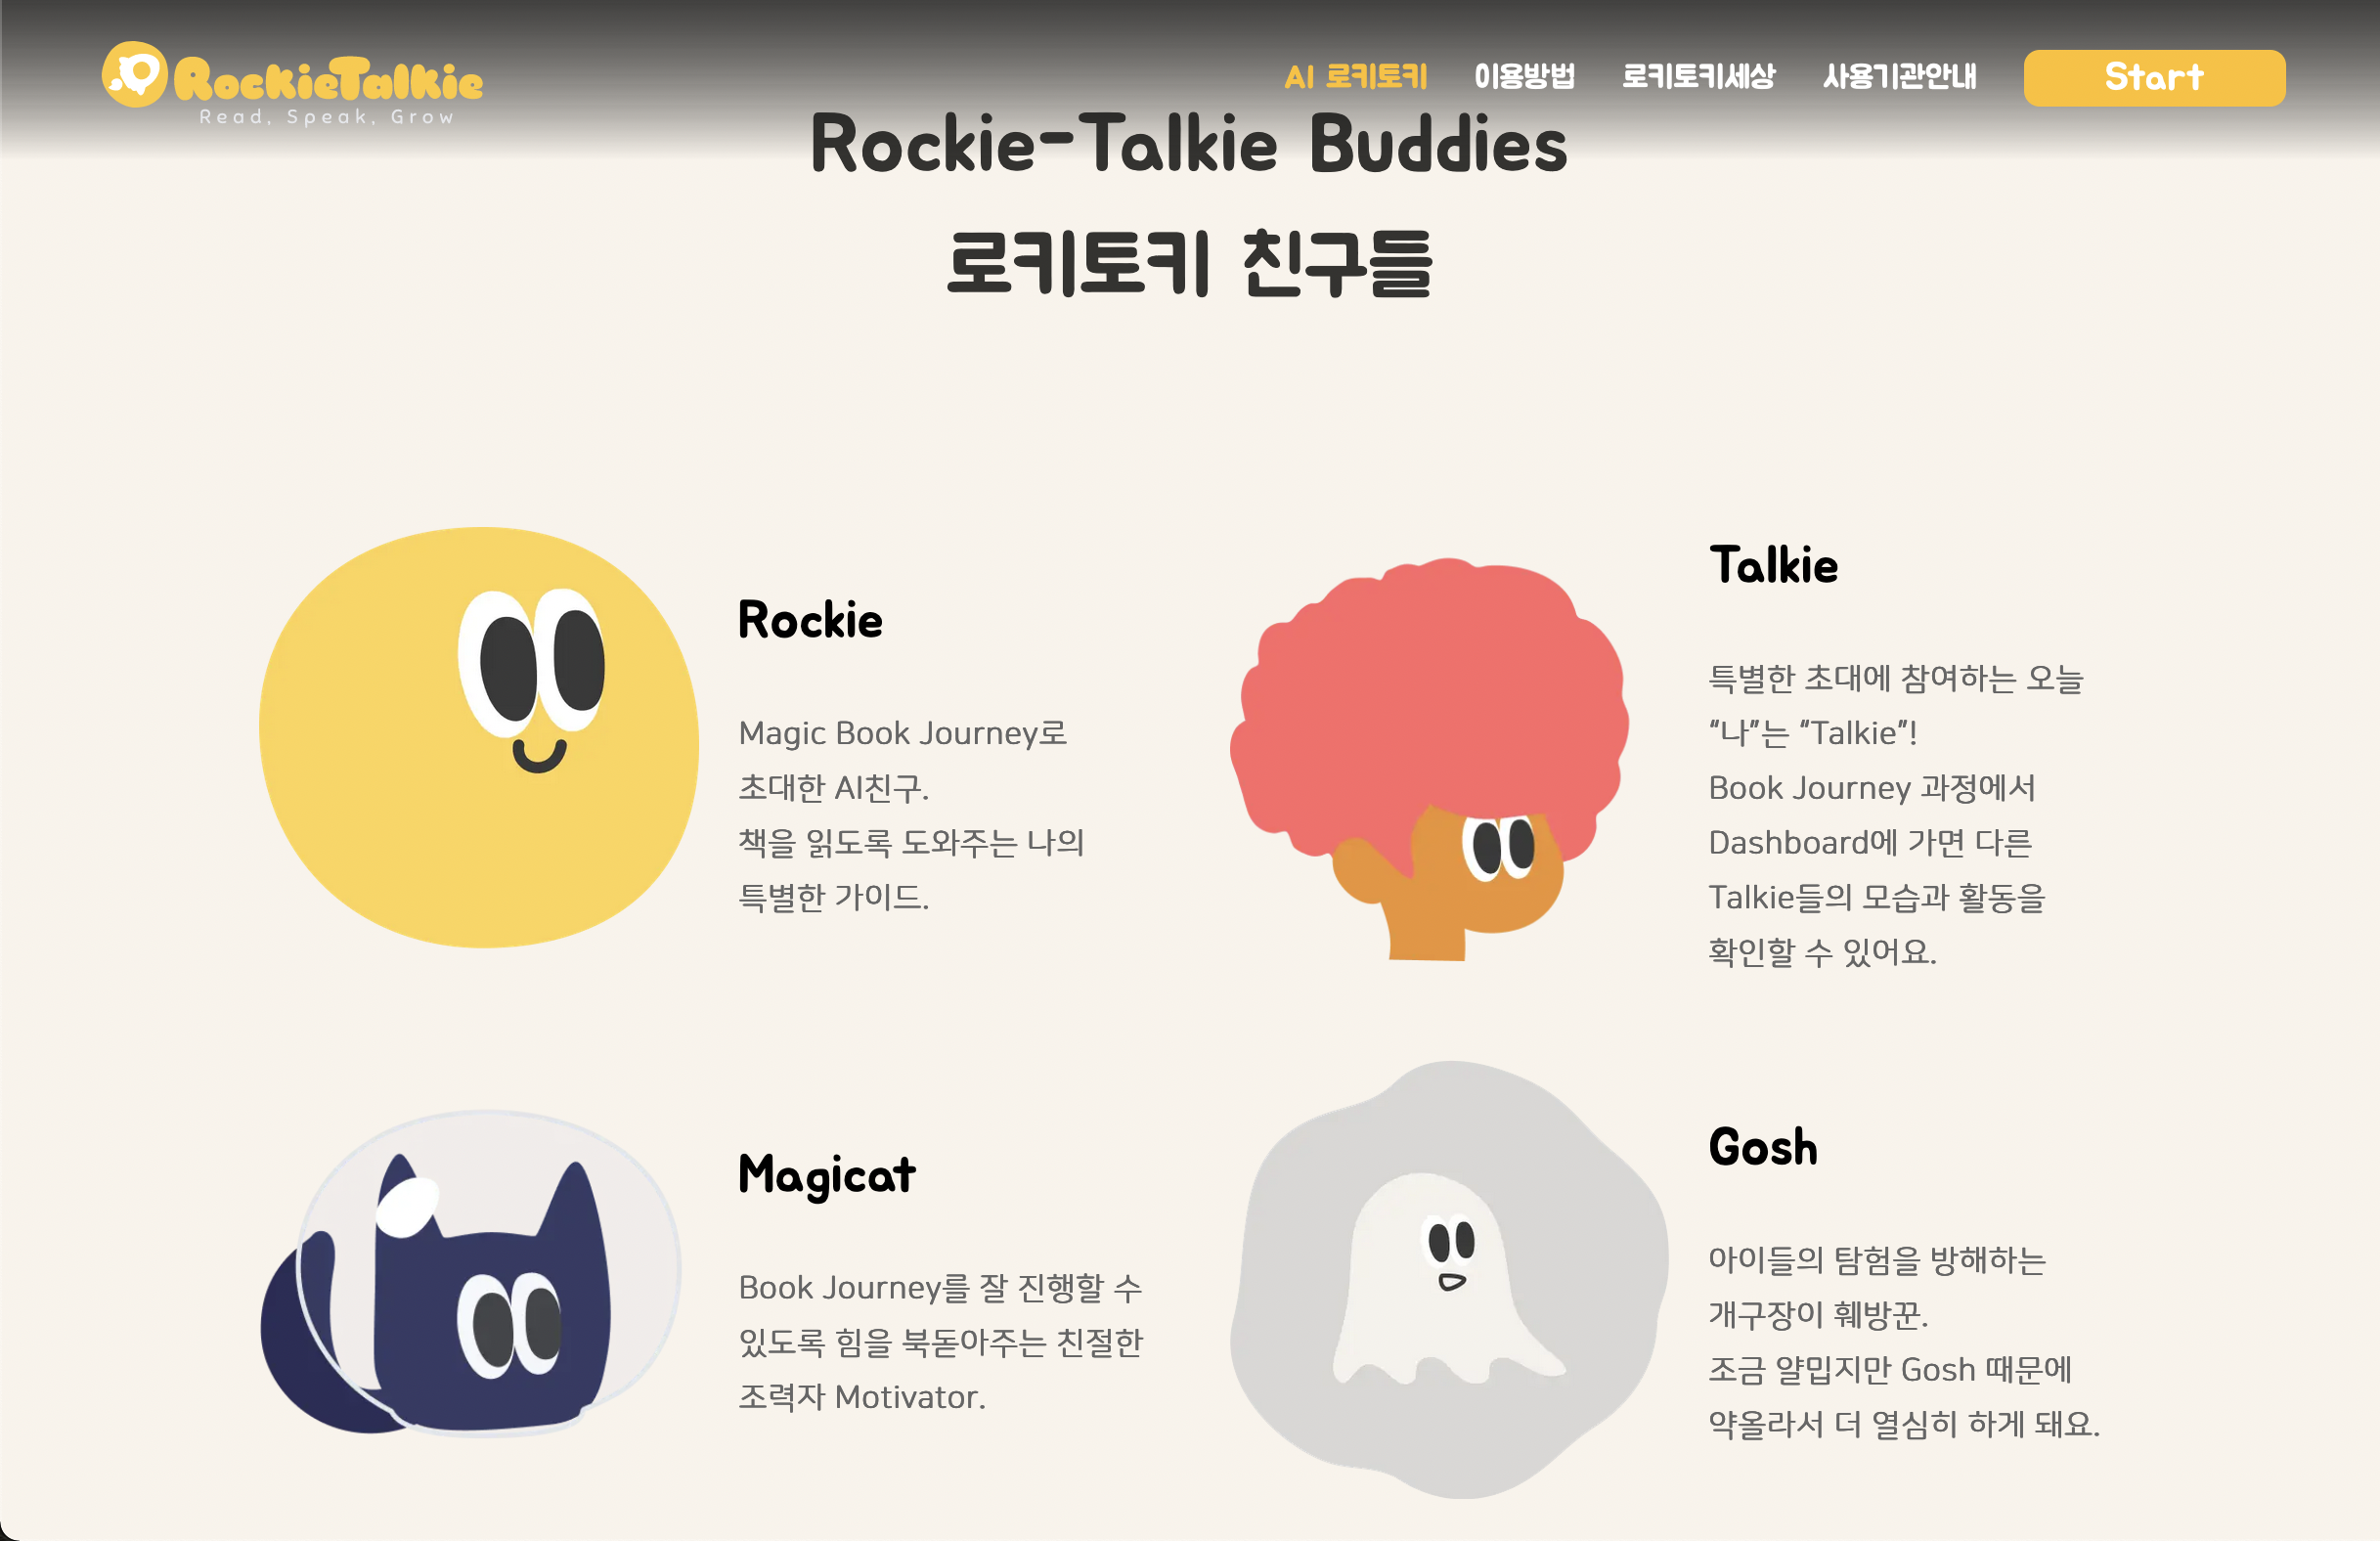 RockieTalkie
Read, Speak, Grow
AI 로키토키
이용방법
로키토키세상
사용기관안내
Start
Rockie-Talkie Buddies
로키토키 친구들
Rockie
Magic Book Journey로
초대한 AI친구.
책을 읽도록 도와주는 나의
특별한 가이드.
Talkie
특별한 초대에 참여하는 오늘
“나”는 “Talkie”!
Book Journey 과정에서
Dashboard에 가면 다른
Talkie들의 모습과 활동을
확인할 수 있어요.
Magicat
Book Journey를 잘 진행할 수
있도록 힘을 북돋아주는 친절한
조력자 Motivator.
Gosh
아이들의 탐험을 방해하는
개구장이 훼방꾼.
조금 얄밉지만 Gosh 때문에
약올라서 더 열심히 하게 돼요.